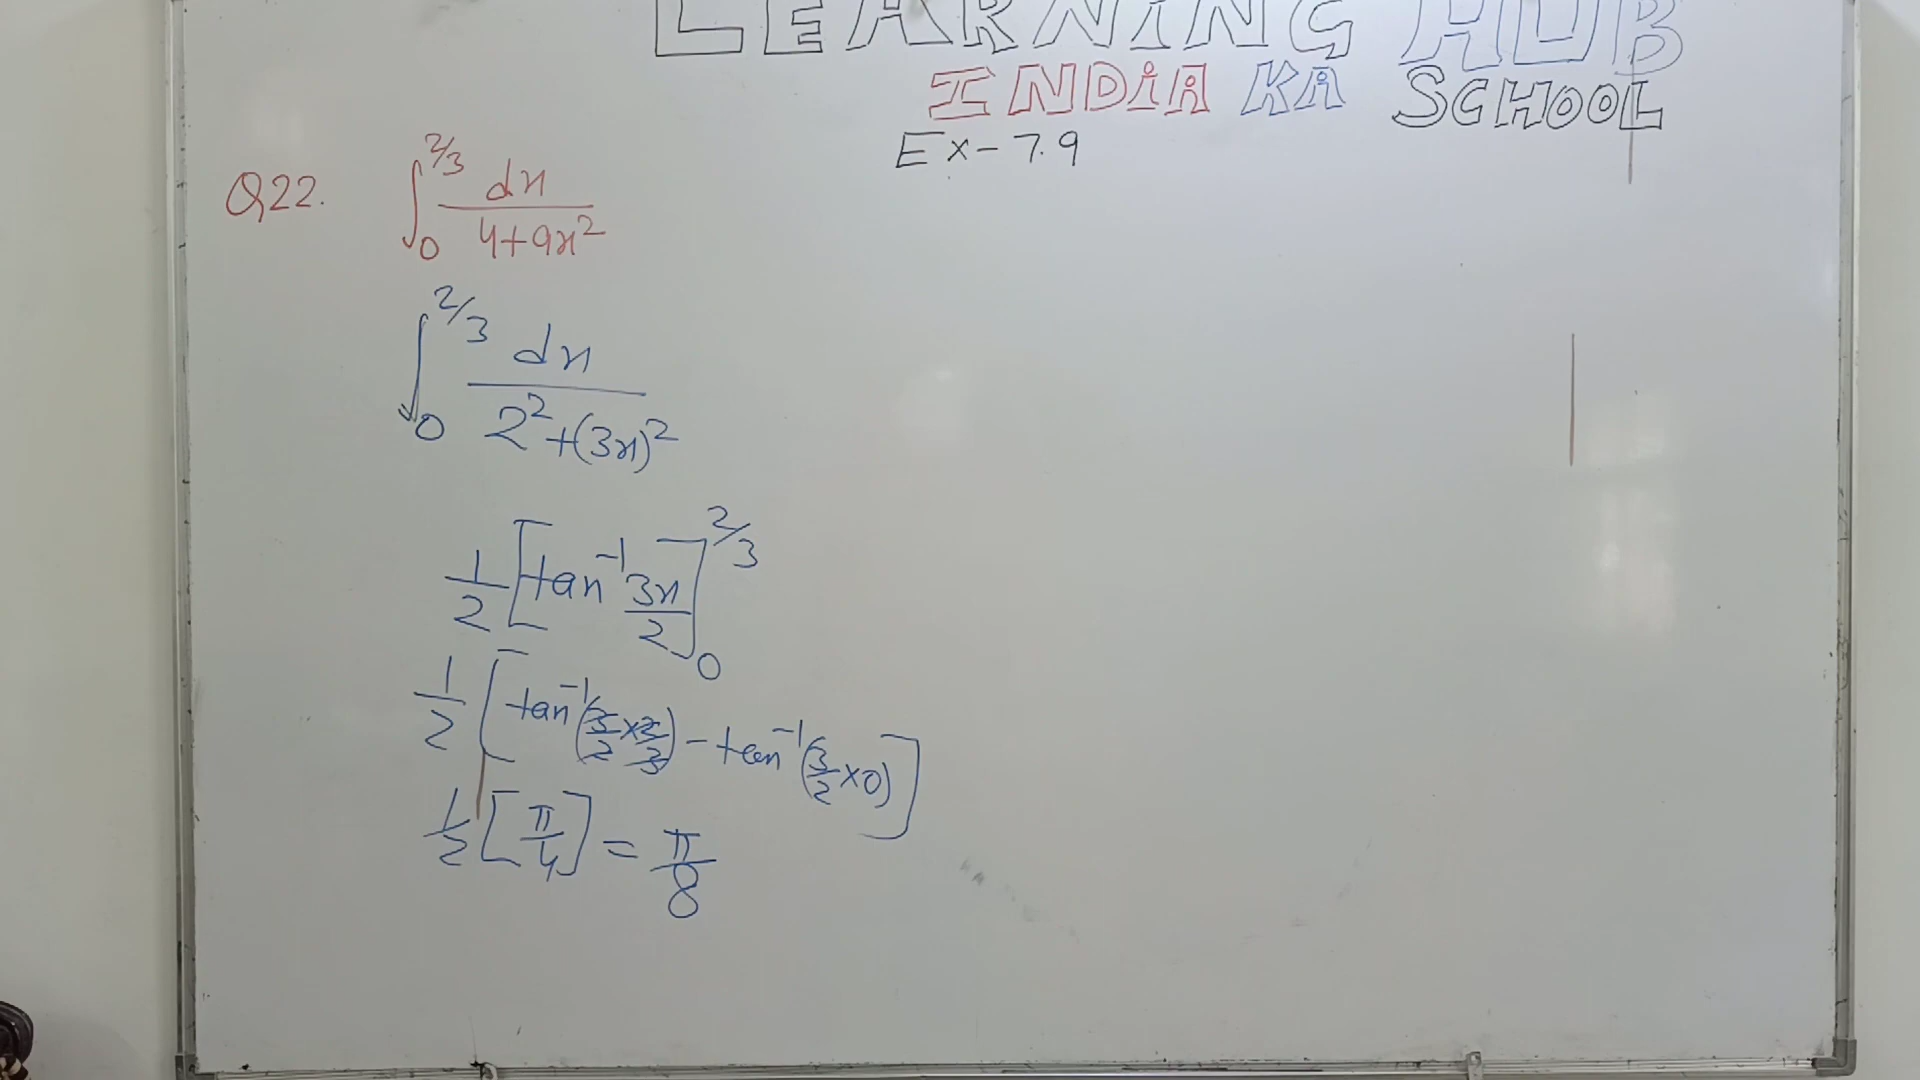 LEARNING HUB
INDIA KA SCHOOL
Ex-7.9
Q22. ∫₀^{2/3} dx/(4+9x²)
∫₀^{2/3} dx/(2²+(3x)²)
1/2 [tan⁻¹ 3x/2]₀^{2/3}
1/2 [tan⁻¹(3/2×2/3) - tan⁻¹(3/2×0)]
1/2 [π/4] = π/8